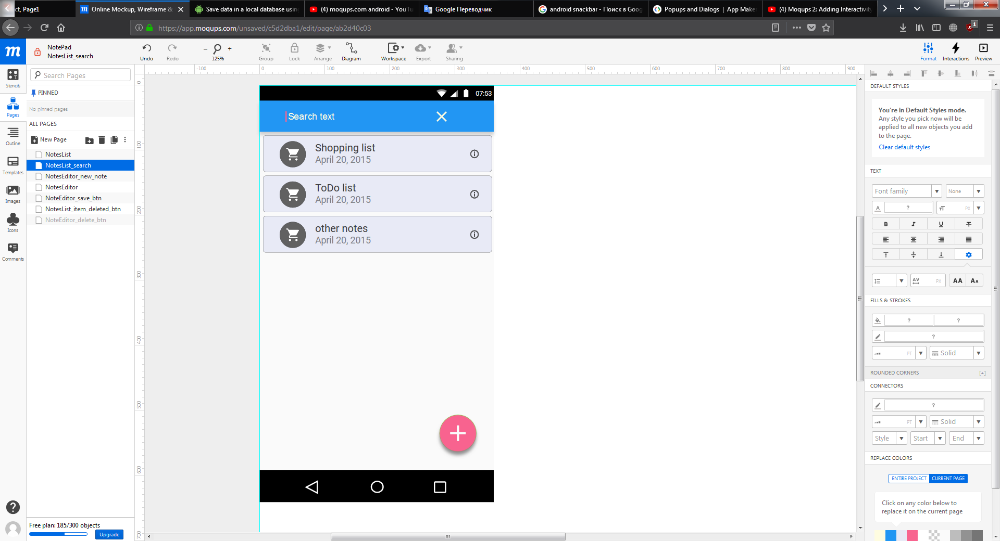 ct, Page1
Online Mockup, Wireframe &
Save data in a local database usin
(4) moqups.com android - YouTu
Google Переводчик
android snackbar - Поиск в Goog
Popups and Dialogs | App Make
(4) Moqups 2: Adding Interactivity
https://app.moqups.com/unsaved/c5d2dba1/edit/page/ab2d40c03
1
m
NotePad
NotesList_search
Undo
Redo
125%
Group
Lock
Arrange
Diagram
Workspace
Export
Sharing
Format
Interactions
Preview
Stencils
Pages
Outline
Templates
Images
Icons
Comments
Search Pages
PINNED
No pinned pages
ALL PAGES
New Page
NotesList
NotesList_search
NotesEditor_new_note
NotesEditor
NoteEditor_save_btn
NotesList_item_deleted_btn
NoteEditor_delete_btn
Free plan: 185/300 objects
Upgrade
-100 0 100 200 300 400 500 600 700 800 900
0
100
200
300
400
500
600
700
07:53
Search text
Shopping list
April 20, 2015
ToDo list
April 20, 2015
other notes
April 20, 2015
DEFAULT STYLES
You're in Default Styles mode.
Any style you pick now will be
applied to all new objects you add
to the page.
Clear default styles
TEXT
Font family
None
A ? TT PX
B I U
AV PX AA AA
FILLS & STROKES
? ?
?
PT Solid
ROUNDED CORNERS [+]
CONNECTORS
?
PT Solid
Style Start End
REPLACE COLORS
ENTIRE PROJECT CURRENT PAGE
Click on any color below to
replace it on the current page